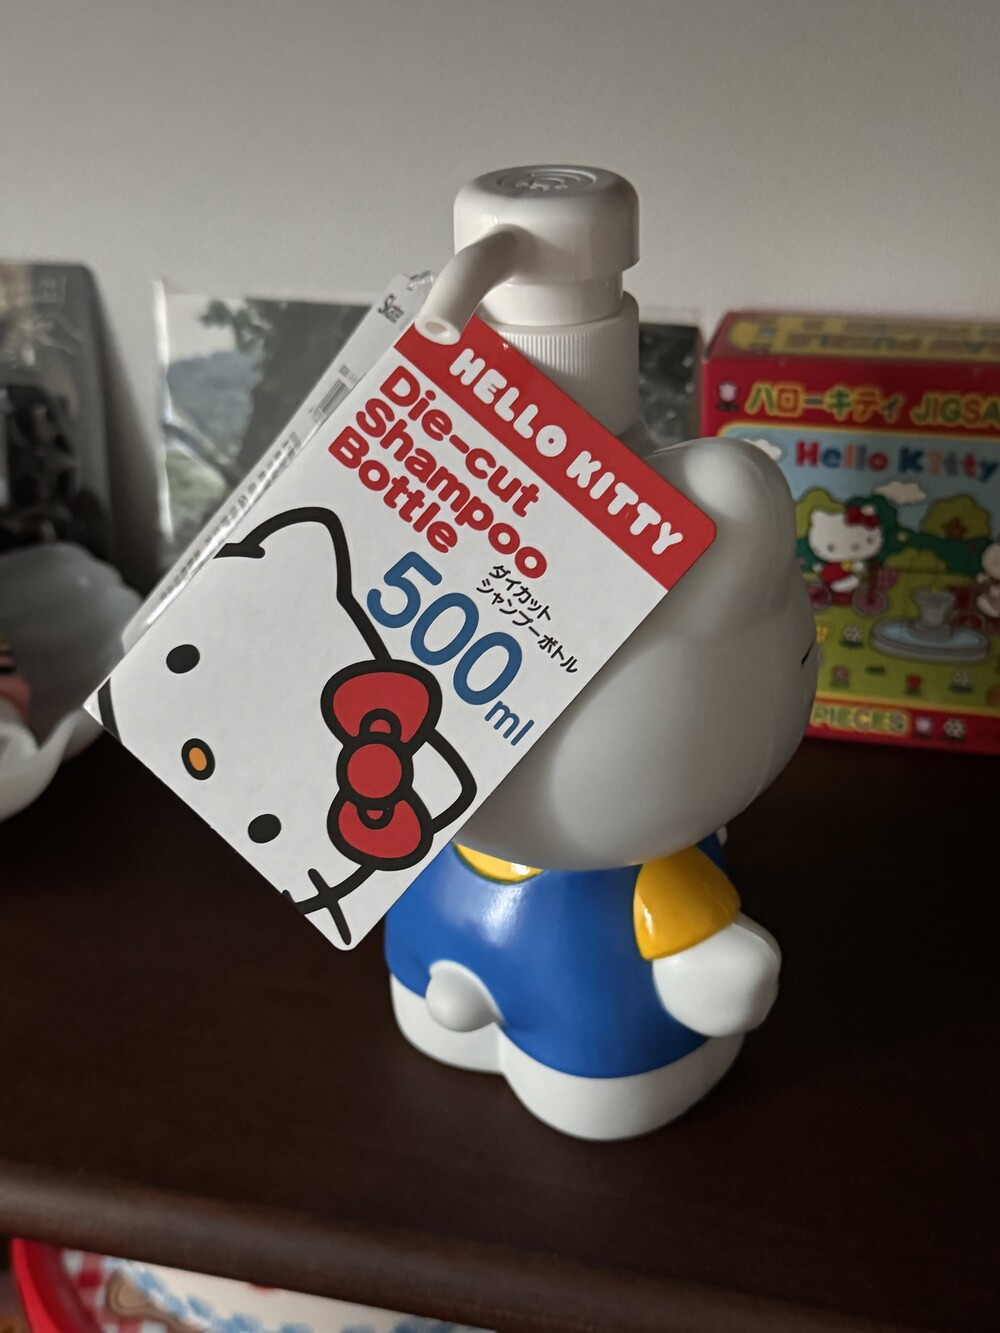 HELLO KITTY
Die-cut
Shampoo
Bottle
500ml
ダイカット
シャンプーボトル
ハローキティ JIGSA
Hello Kitty
PIECES